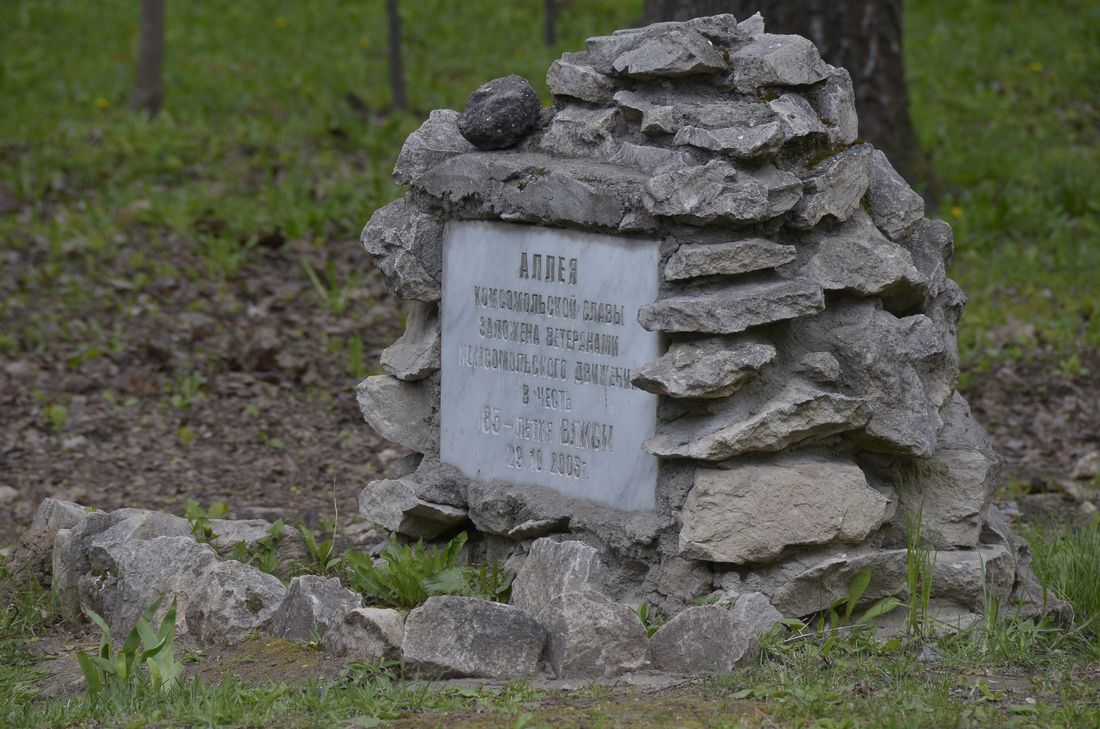 АЛЛЕЯ
КОМСОМОЛЬСКОЙ СЛАВЫ
ЗАЛОЖЕНА ВЕТЕРАНАМИ
КОМСОМОЛЬСКОГО ДВИЖЕНИЯ
В ЧЕСТЬ
85-ЛЕТИЯ ВЛКСМ
29 10 2003г.